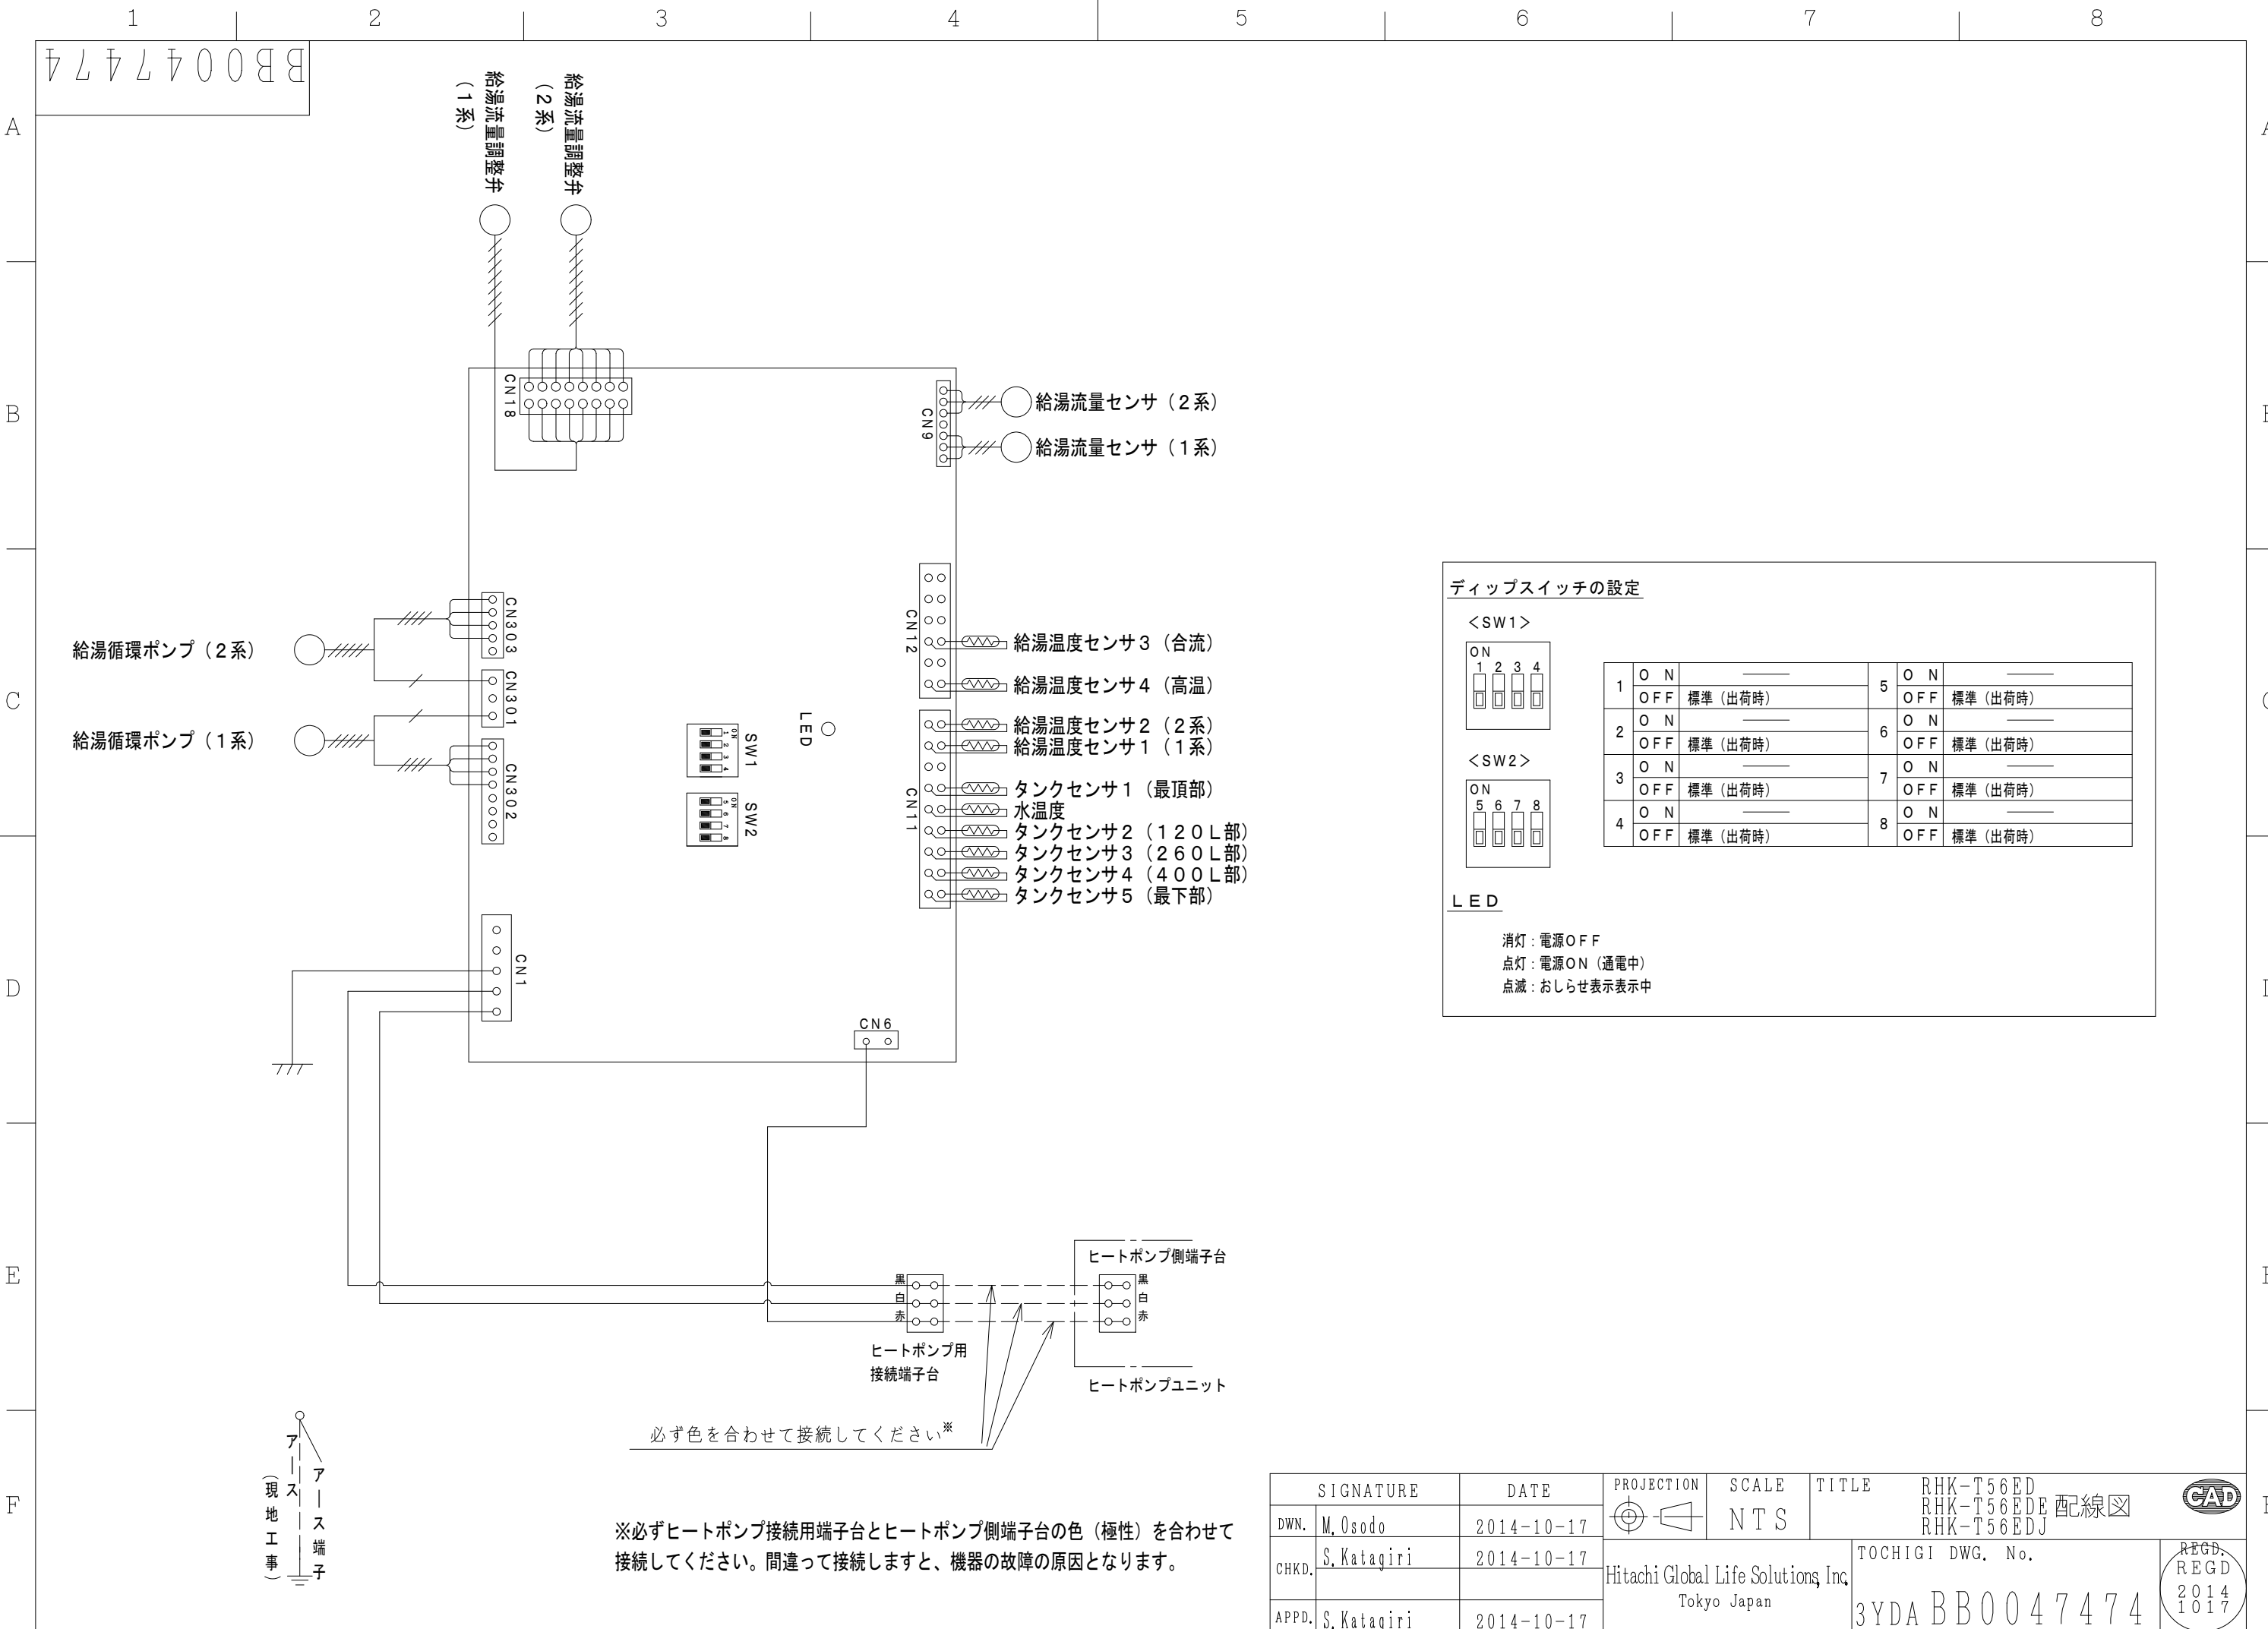 1 2 3 4 5 6 7 8
BB0047474
A
B
C
D
E
F
給湯流量調整弁
（１系）
給湯流量調整弁
（２系）
CN18
CN9
給湯流量センサ（２系）
給湯流量センサ（１系）
CN303
CN301
CN302
給湯循環ポンプ（２系）
給湯循環ポンプ（１系）
CN12
給湯温度センサ３（合流）
給湯温度センサ４（高温）
CN11
給湯温度センサ２（２系）
給湯温度センサ１（１系）
タンクセンサ１（最頂部）
水温度
タンクセンサ２（１２０Ｌ部）
タンクセンサ３（２６０Ｌ部）
タンクセンサ４（４００Ｌ部）
タンクセンサ５（最下部）
LED
SW1
ON
1
2
3
4
SW2
ON
5
6
7
8
CN1
CN6
ディップスイッチの設定
＜SW1＞
ON
1 2 3 4
＜SW2＞
ON
5 6 7 8
1 ON
OFF 標準（出荷時）
2 ON
OFF 標準（出荷時）
3 ON
OFF 標準（出荷時）
4 ON
OFF 標準（出荷時）
5 ON
OFF 標準（出荷時）
6 ON
OFF 標準（出荷時）
7 ON
OFF 標準（出荷時）
8 ON
OFF 標準（出荷時）
LED
消灯：電源ＯＦＦ
点灯：電源ＯＮ（通電中）
点滅：おしらせ表示表示中
黒
白
赤
ヒートポンプ用
接続端子台
ヒートポンプ側端子台
黒
白
赤
ヒートポンプユニット
必ず色を合わせて接続してください※
アース
（現地工事）
アース端子
※必ずヒートポンプ接続用端子台とヒートポンプ側端子台の色（極性）を合わせて
接続してください。間違って接続しますと、機器の故障の原因となります。
SIGNATURE DATE
DWN. M.Osodo 2014-10-17
CHKD. S.Katagiri 2014-10-17
APPD. S.Katagiri 2014-10-17
PROJECTION
SCALE
NTS
TITLE
RHK-T56ED
RHK-T56EDE 配線図
RHK-T56EDJ
CAD
Hitachi Global Life Solutions, Inc.
Tokyo Japan
TOCHIGI DWG. No.
3YDA BB0047474
REGD.
REGD
2014
1017